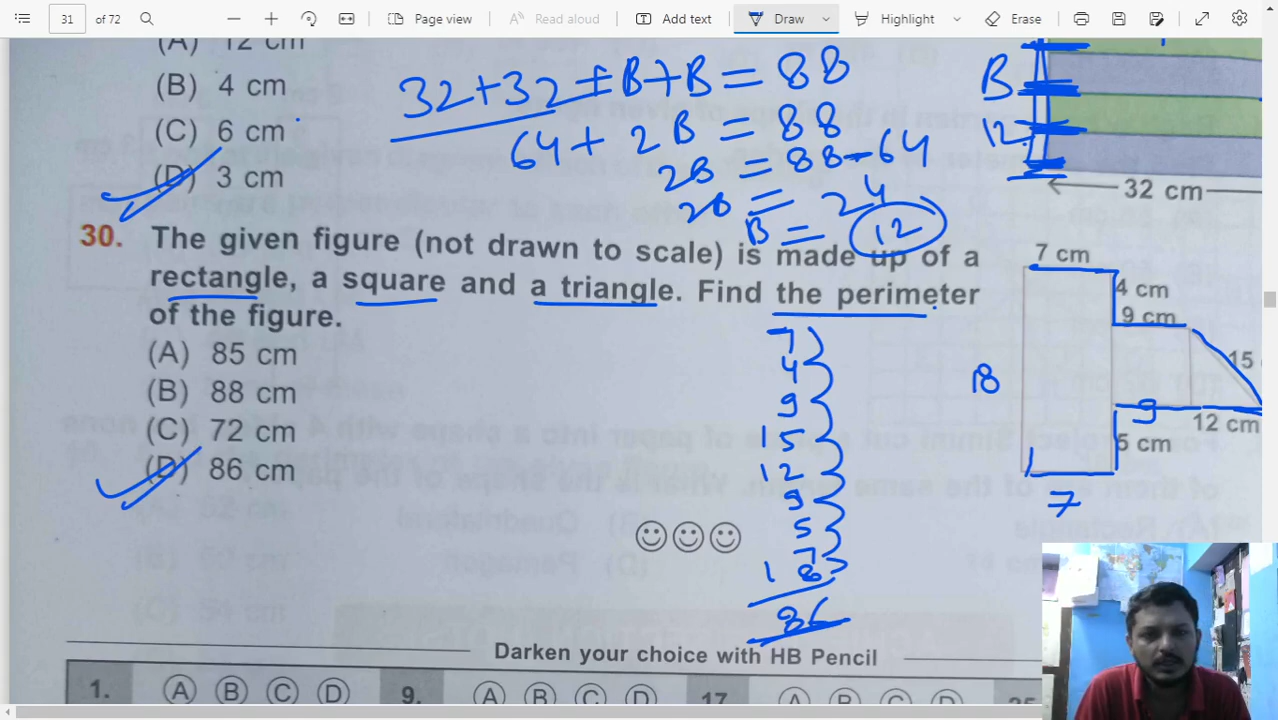 31 of 72 Page view Read aloud Add text Draw Highlight Erase
(A) 12 cm
(B) 4 cm
(C) 6 cm
(D) 3 cm
32+32+B+B=88
64+2B=88
2B=88-64
2B=24
B=12
B
12
32 cm
30. The given figure (not drawn to scale) is made up of a
rectangle, a square and a triangle. Find the perimeter
of the figure.
(A) 85 cm
(B) 88 cm
(C) 72 cm
(D) 86 cm
7
4
9
15
12
9
5
7
18
86
7 cm
4 cm
9 cm
15
18
9
12 cm
5 cm
7
Darken your choice with HB Pencil
1. A B C D 9. A B C D 17 A B C D